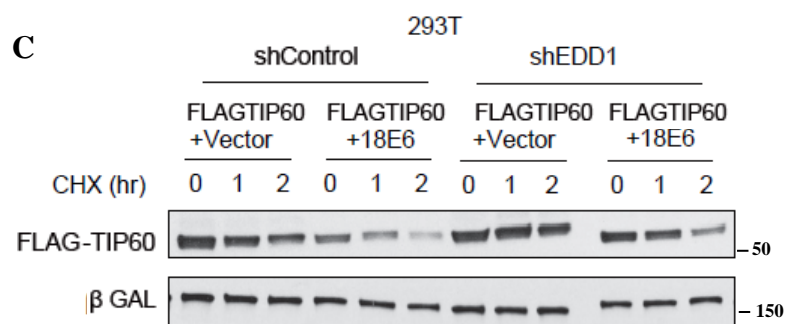 C
293T
shControl shEDD1
FLAGTIP60 FLAGTIP60 FLAGTIP60 FLAGTIP60
+Vector +18E6 +Vector +18E6
CHX (hr) 0 1 2 0 1 2 0 1 2 0 1 2
FLAG-TIP60 – 50
β GAL – 150